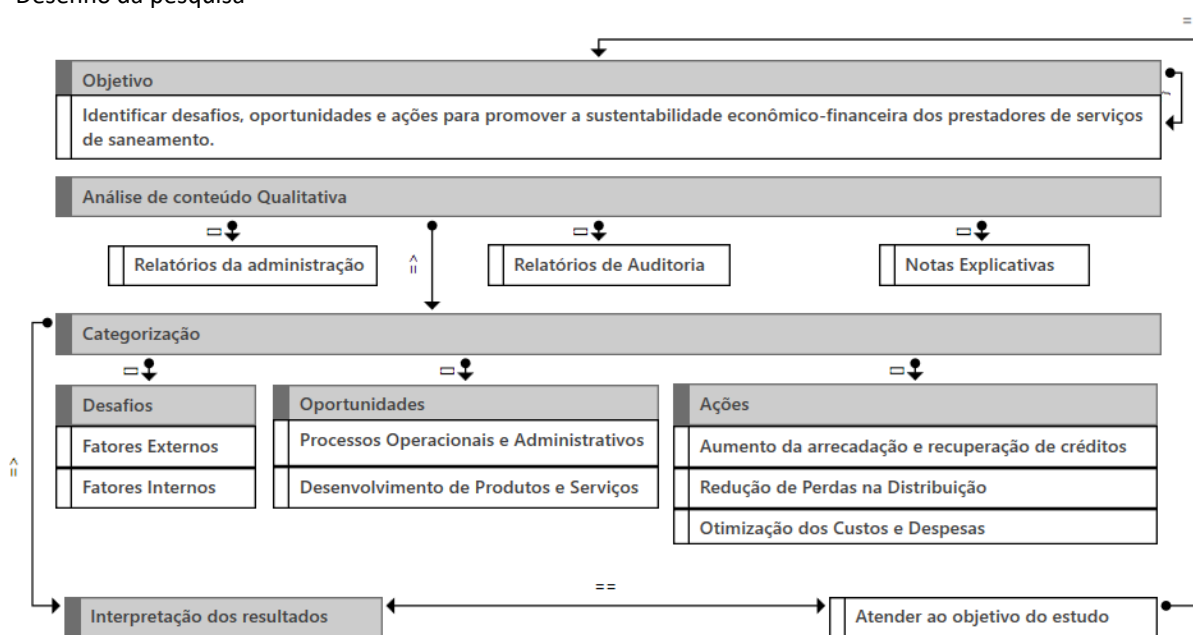 Desenho da pesquisa
=
Objetivo
Identificar desafios, oportunidades e ações para promover a sustentabilidade econômico-financeira dos prestadores de serviços
de saneamento.
Análise de conteúdo Qualitativa
Relatórios da administração
=>
Relatórios de Auditoria
Notas Explicativas
Categorização
Desafios
Oportunidades
Ações
Fatores Externos
Processos Operacionais e Administrativos
Aumento da arrecadação e recuperação de créditos
=>
Fatores Internos
Desenvolvimento de Produtos e Serviços
Redução de Perdas na Distribuição
Otimização dos Custos e Despesas
==
Interpretação dos resultados
Atender ao objetivo do estudo